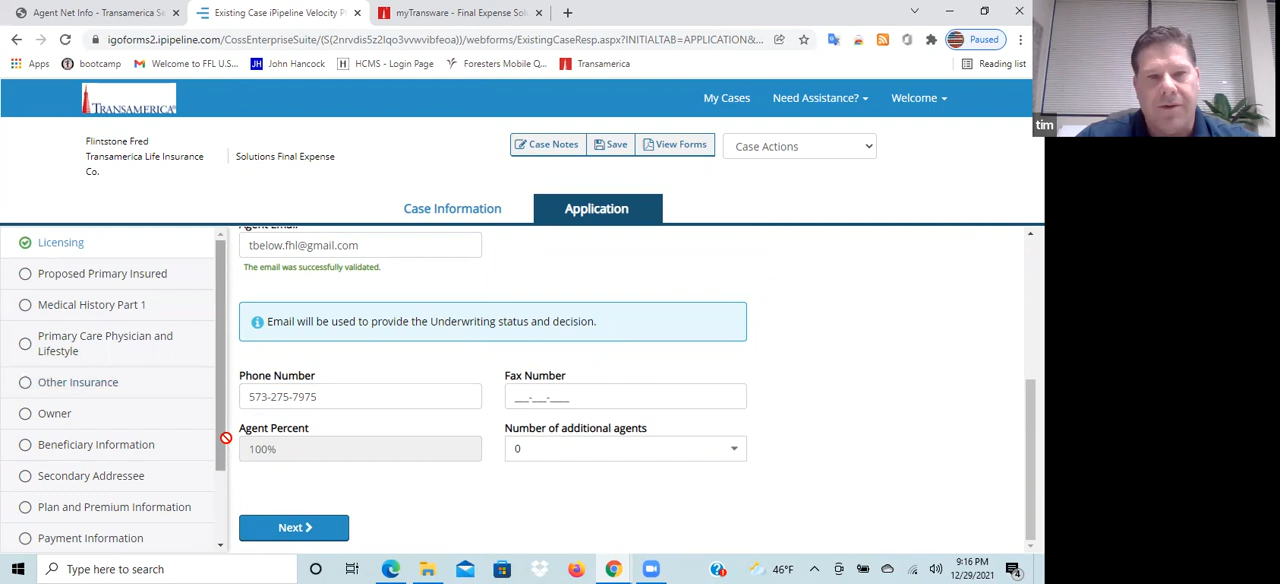 Agent Net Info - Transamerica Se
Existing Case iPipeline Velocity P
myTransware - Final Expense Sol
igoforms2.ipipeline.com/CossEnterpriseSuite/(S(2nrvdis5z2lqo3vvwvibfeoa))/webforms/ExistingCaseResp.aspx?INITIALTAB=APPLICATION&...
Paused
Apps
bootcamp
Welcome to FFL U.S...
John Hancock
HCMS - Login Page
Foresters Mobile Q...
Transamerica
Reading list
TRANSAMERICA
My Cases
Need Assistance?
Welcome
tim
Flintstone Fred
Transamerica Life Insurance
Co.
Solutions Final Expense
Case Notes
Save
View Forms
Case Actions
Case Information
Application
Licensing
Proposed Primary Insured
Medical History Part 1
Primary Care Physician and
Lifestyle
Other Insurance
Owner
Beneficiary Information
Secondary Addressee
Plan and Premium Information
Payment Information
Agent Email
tbelow.fhl@gmail.com
The email was successfully validated.
Email will be used to provide the Underwriting status and decision.
Phone Number
573-275-7975
Fax Number
___-___-____
Agent Percent
100%
Number of additional agents
0
Next
Type here to search
46°F
9:16 PM
12/29/2021
4